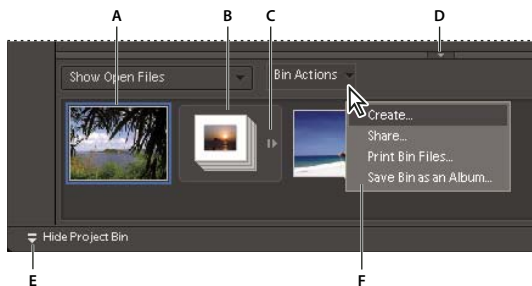 A B C D
Show Open Files Bin Actions
Create...
Share...
Print Bin Files...
Save Bin as an Album...
Hide Project Bin
E F